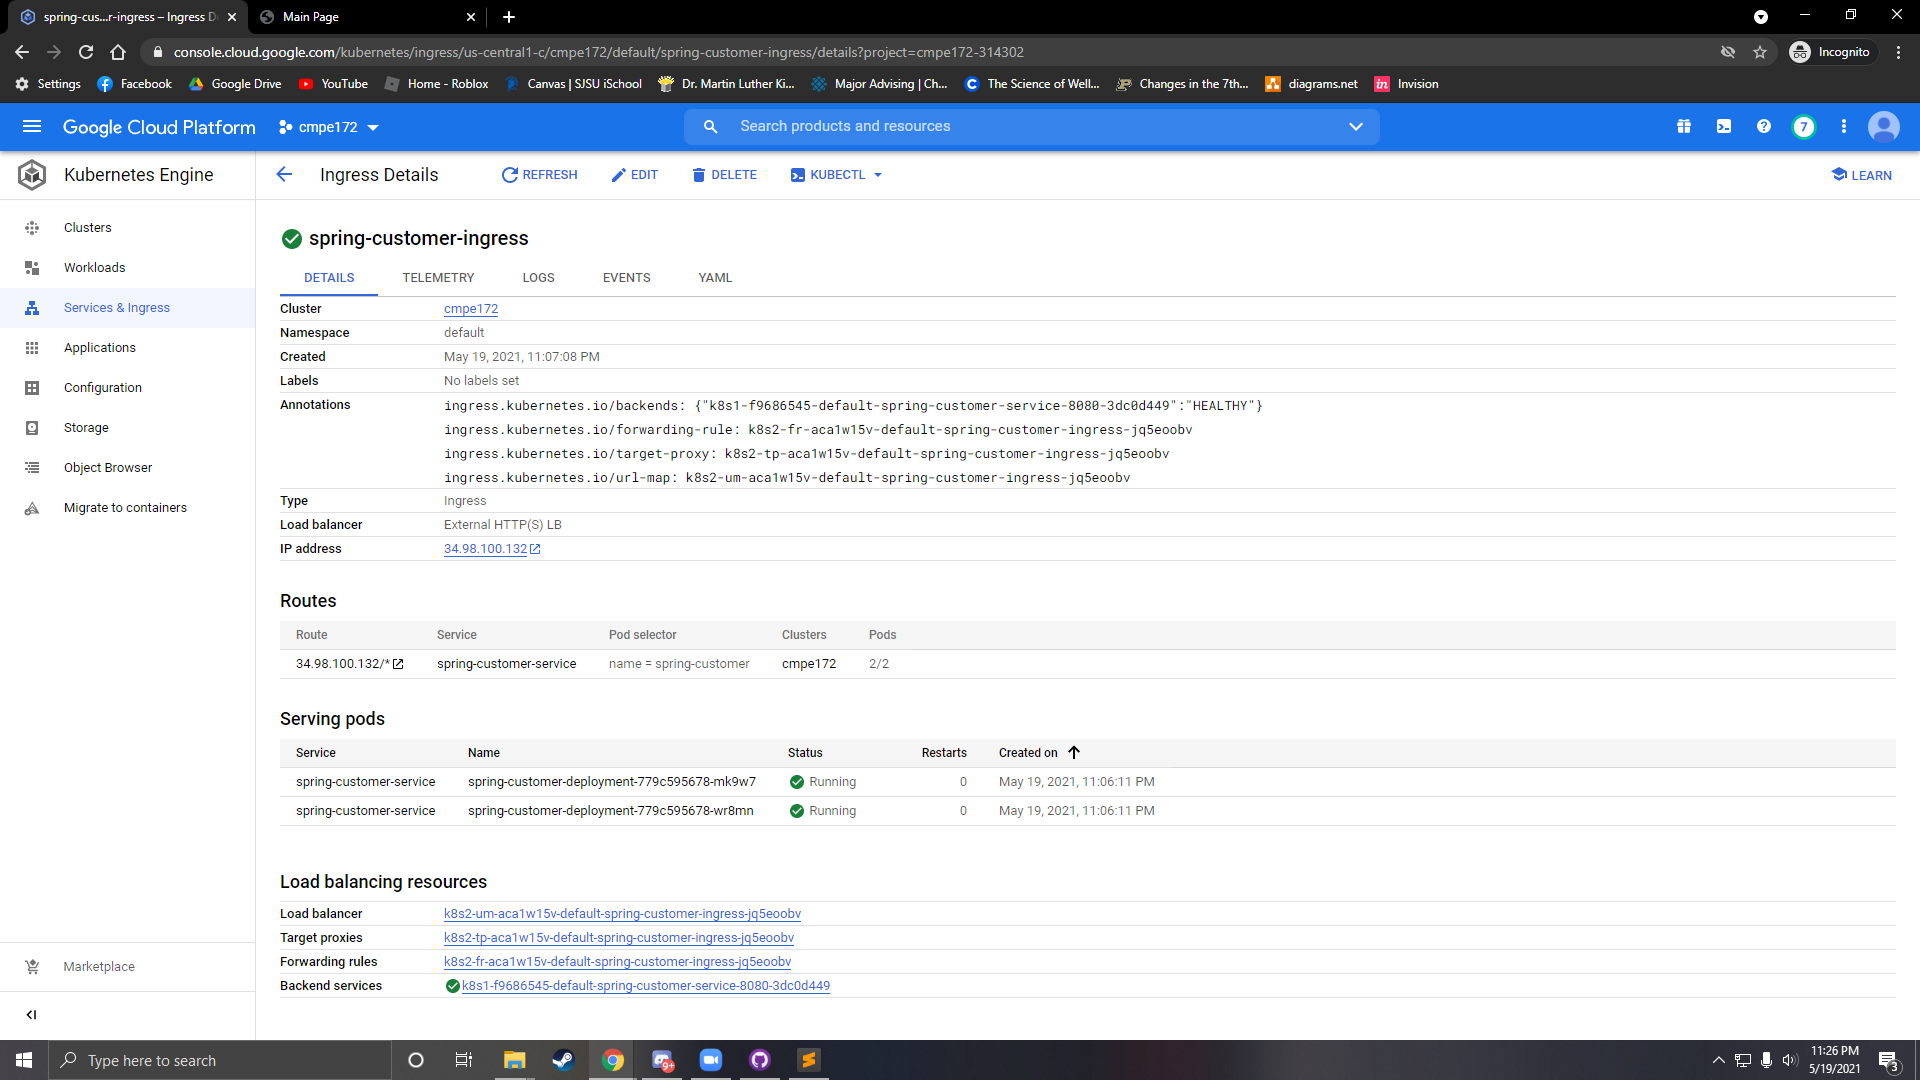 spring-cus...r-ingress – Ingress D
Main Page
console.cloud.google.com/kubernetes/ingress/us-central1-c/cmpe172/default/spring-customer-ingress/details?project=cmpe172-314302
Incognito
Settings Facebook Google Drive YouTube Home - Roblox Canvas | SJSU iSchool Dr. Martin Luther Ki... Major Advising | Ch... The Science of Well... Changes in the 7th... diagrams.net in Invision
Google Cloud Platform cmpe172 Search products and resources 7
Kubernetes Engine
Ingress Details REFRESH EDIT DELETE KUBECTL LEARN
Clusters
Workloads
Services & Ingress
Applications
Configuration
Storage
Object Browser
Migrate to containers
Marketplace
spring-customer-ingress
DETAILS TELEMETRY LOGS EVENTS YAML
Cluster cmpe172
Namespace default
Created May 19, 2021, 11:07:08 PM
Labels No labels set
Annotations ingress.kubernetes.io/backends: {"k8s1-f9686545-default-spring-customer-service-8080-3dc0d449":"HEALTHY"}
ingress.kubernetes.io/forwarding-rule: k8s2-fr-aca1w15v-default-spring-customer-ingress-jq5eoobv
ingress.kubernetes.io/target-proxy: k8s2-tp-aca1w15v-default-spring-customer-ingress-jq5eoobv
ingress.kubernetes.io/url-map: k8s2-um-aca1w15v-default-spring-customer-ingress-jq5eoobv
Type Ingress
Load balancer External HTTP(S) LB
IP address 34.98.100.132
Routes
Route Service Pod selector Clusters Pods
34.98.100.132/* spring-customer-service name = spring-customer cmpe172 2/2
Serving pods
Service Name Status Restarts Created on
spring-customer-service spring-customer-deployment-779c595678-mk9w7 Running 0 May 19, 2021, 11:06:11 PM
spring-customer-service spring-customer-deployment-779c595678-wr8mn Running 0 May 19, 2021, 11:06:11 PM
Load balancing resources
Load balancer k8s2-um-aca1w15v-default-spring-customer-ingress-jq5eoobv
Target proxies k8s2-tp-aca1w15v-default-spring-customer-ingress-jq5eoobv
Forwarding rules k8s2-fr-aca1w15v-default-spring-customer-ingress-jq5eoobv
Backend services k8s1-f9686545-default-spring-customer-service-8080-3dc0d449
Type here to search
9+
11:26 PM
5/19/2021
3